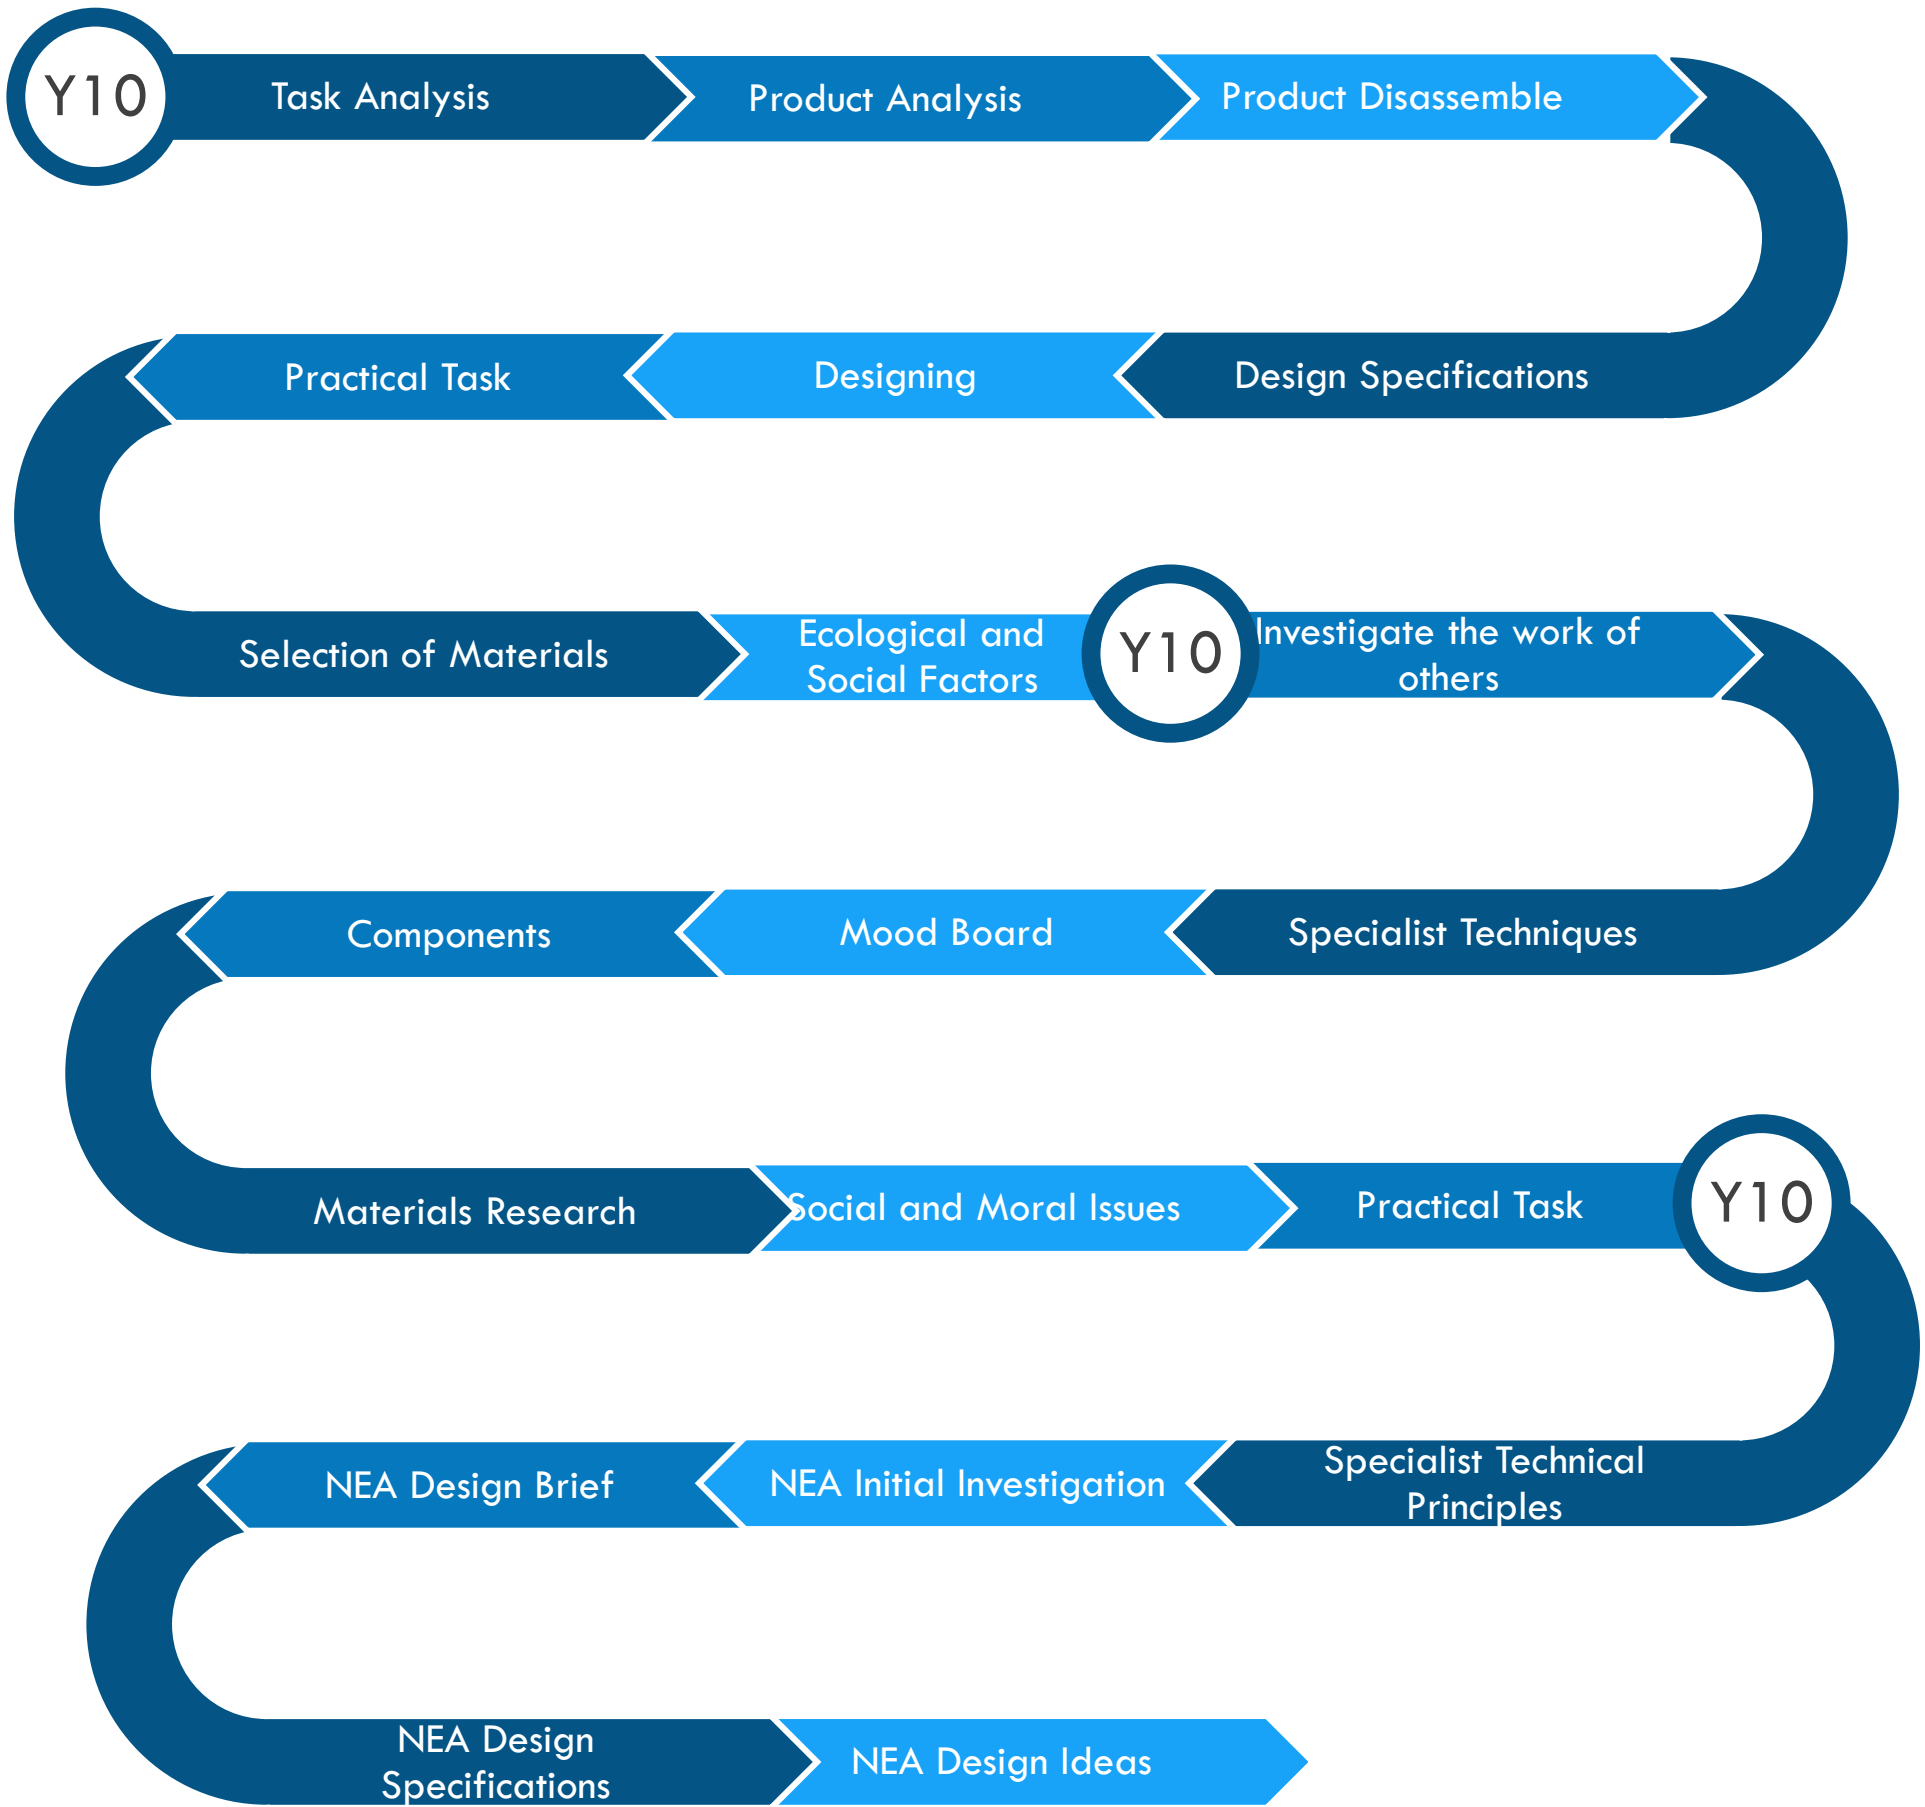 Y10
Task Analysis
Product Analysis
Product Disassemble
Design Specifications
Designing
Practical Task
Selection of Materials
Ecological and
Social Factors
Y10
Investigate the work of
others
Specialist Techniques
Mood Board
Components
Materials Research
Social and Moral Issues
Practical Task
Y10
Specialist Technical
Principles
NEA Initial Investigation
NEA Design Brief
NEA Design
Specifications
NEA Design Ideas